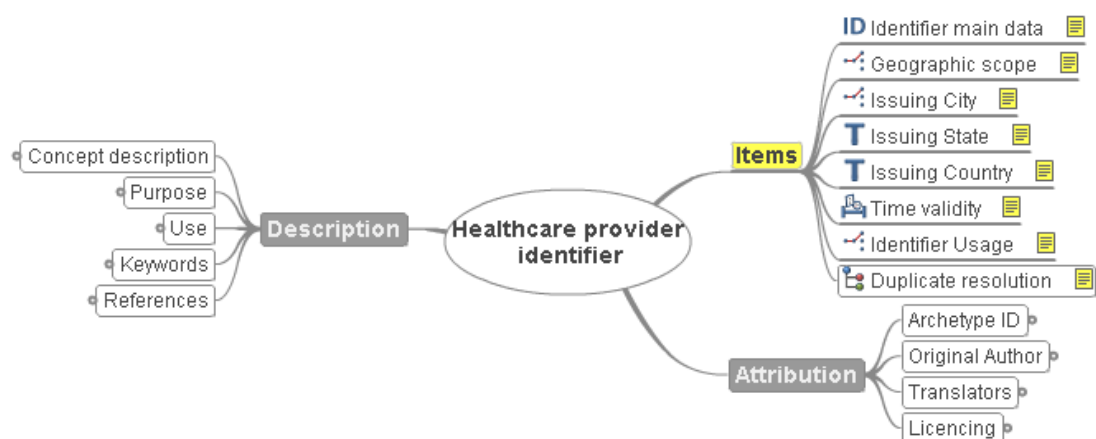 Healthcare provider
identifier
Description
Concept description
Purpose
Use
Keywords
References
Items
ID Identifier main data
Geographic scope
Issuing City
T Issuing State
T Issuing Country
Time validity
Identifier Usage
Duplicate resolution
Attribution
Archetype ID
Original Author
Translators
Licencing